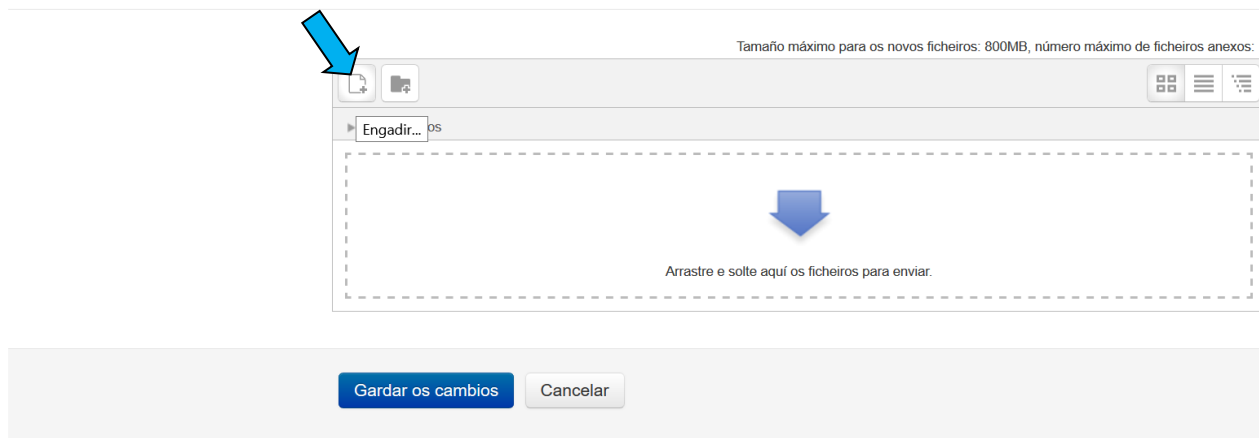 Tamaño máximo para os novos ficheiros: 800MB, número máximo de ficheiros anexos:
Engadir...
os
Arrastre e solte aquí os ficheiros para enviar.
Gardar os cambios
Cancelar